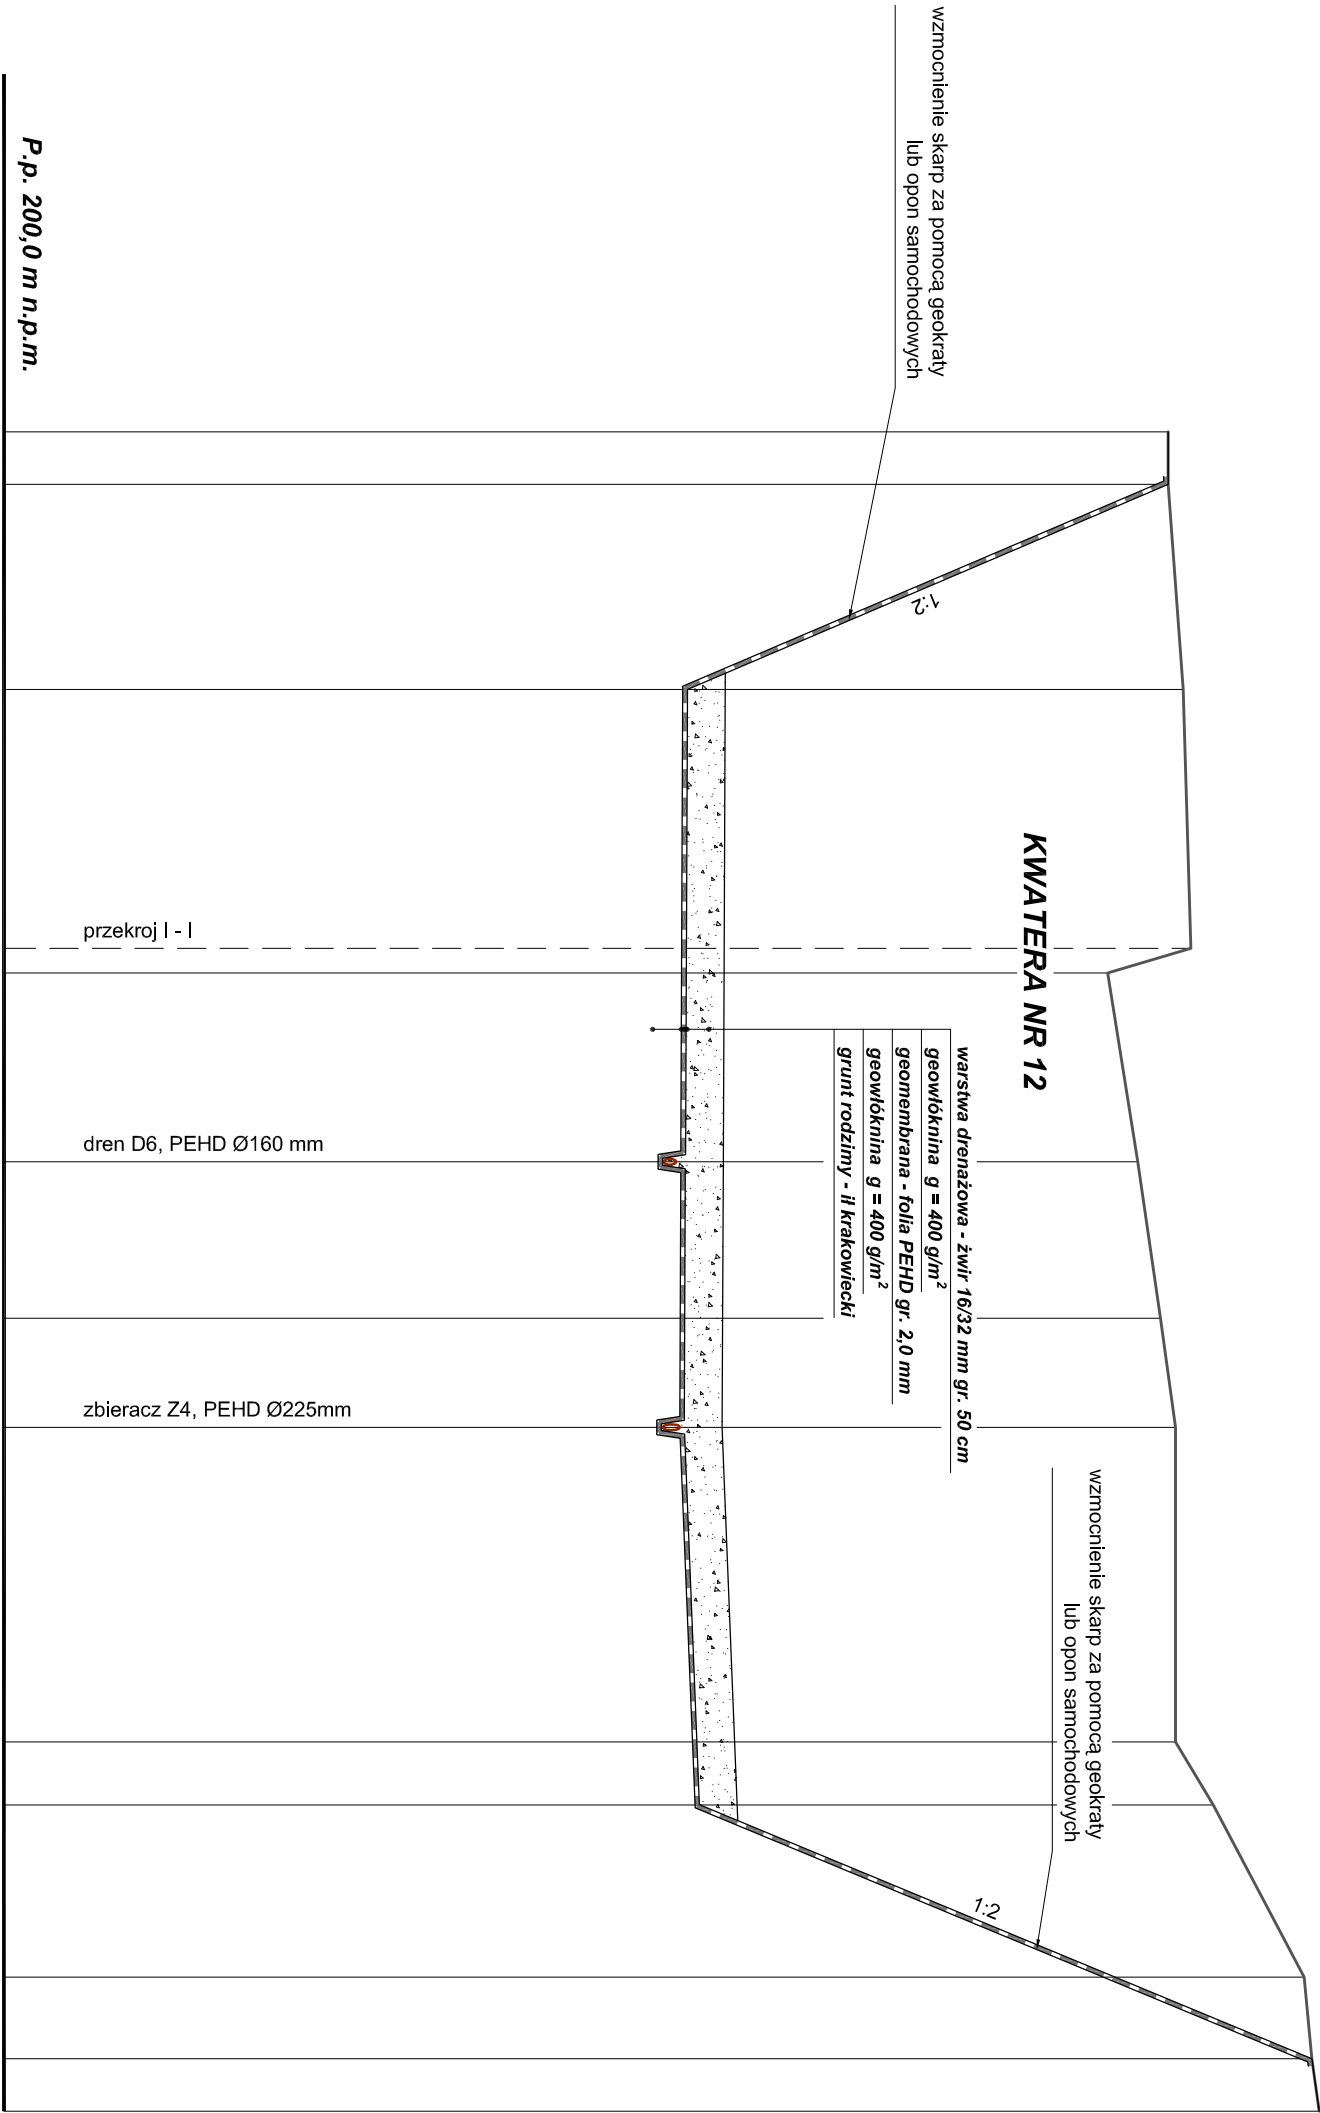 wzmocnienie skarp za pomocą geokraty
lub opon samochodowych
P.p. 200,0 m n.p.m.
1:2
KWATERA NR 12
przekroj I - I
warstwa drenażowa - żwir 16/32 mm gr. 50 cm
geowłóknina g = 400 g/m²
geomembrana - folia PEHD gr. 2,0 mm
geowłóknina g = 400 g/m²
grunt rodzimy - ił krakowiecki
dren D6, PEHD Ø160 mm
zbieracz Z4, PEHD Ø225mm
wzmocnienie skarp za pomocą geokraty
lub opon samochodowych
1:2